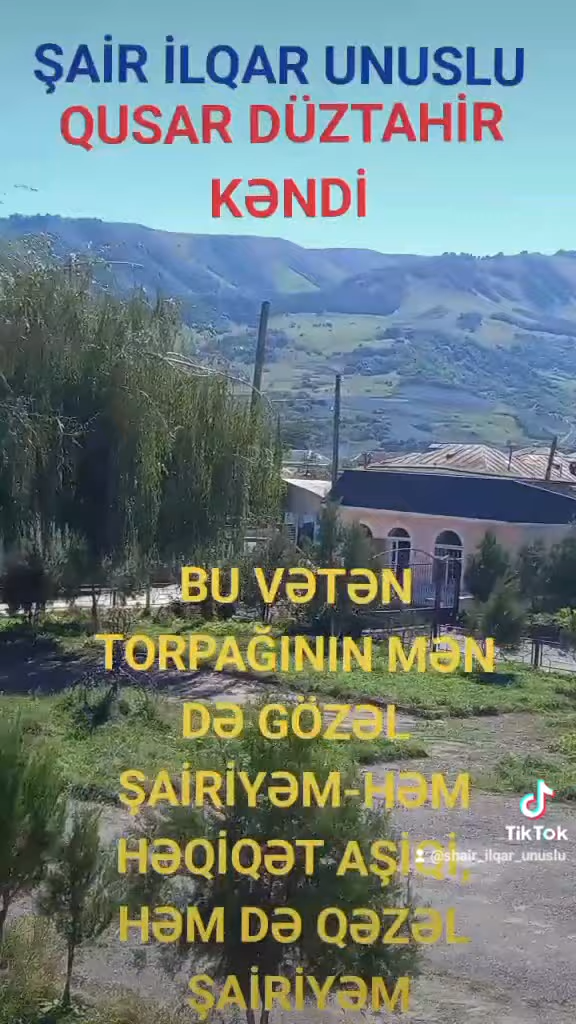 ŞAİR İLQAR UNUSLU
QUSAR DÜZTAHİR
KƏNDİ
BU VƏTƏN
TORPAĞININ MƏN
DƏ GÖZƏL
ŞAİRİYƏM-HƏM
HƏQİQƏT AŞİQİ,
HƏM DƏ QƏZƏL
ŞAİRİYƏM
TikTok
@shair_ilqar_unuslu